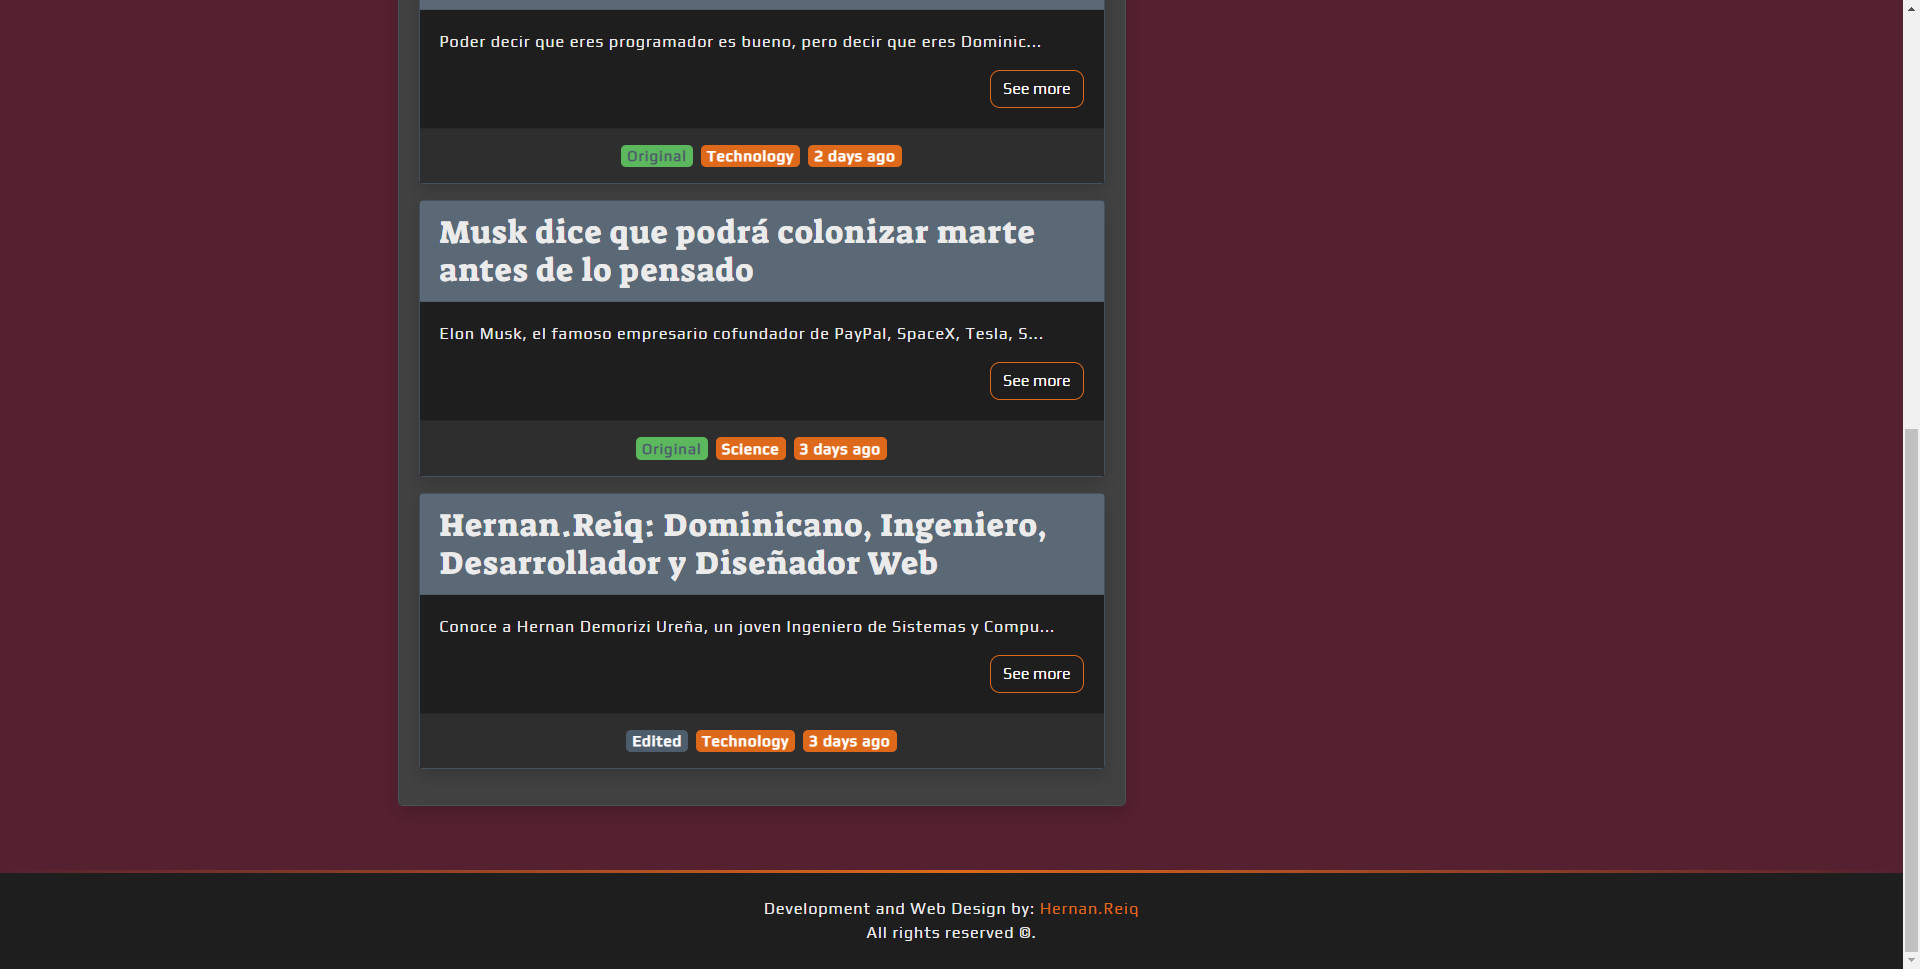 Poder decir que eres programador es bueno, pero decir que eres Dominic...
See more
Original Technology 2 days ago
Musk dice que podrá colonizar marte
antes de lo pensado
Elon Musk, el famoso empresario cofundador de PayPal, SpaceX, Tesla, S...
See more
Original Science 3 days ago
Hernan.Reiq: Dominicano, Ingeniero,
Desarrollador y Diseñador Web
Conoce a Hernan Demorizi Ureña, un joven Ingeniero de Sistemas y Compu...
See more
Edited Technology 3 days ago
Development and Web Design by: Hernan.Reiq
All rights reserved ©.